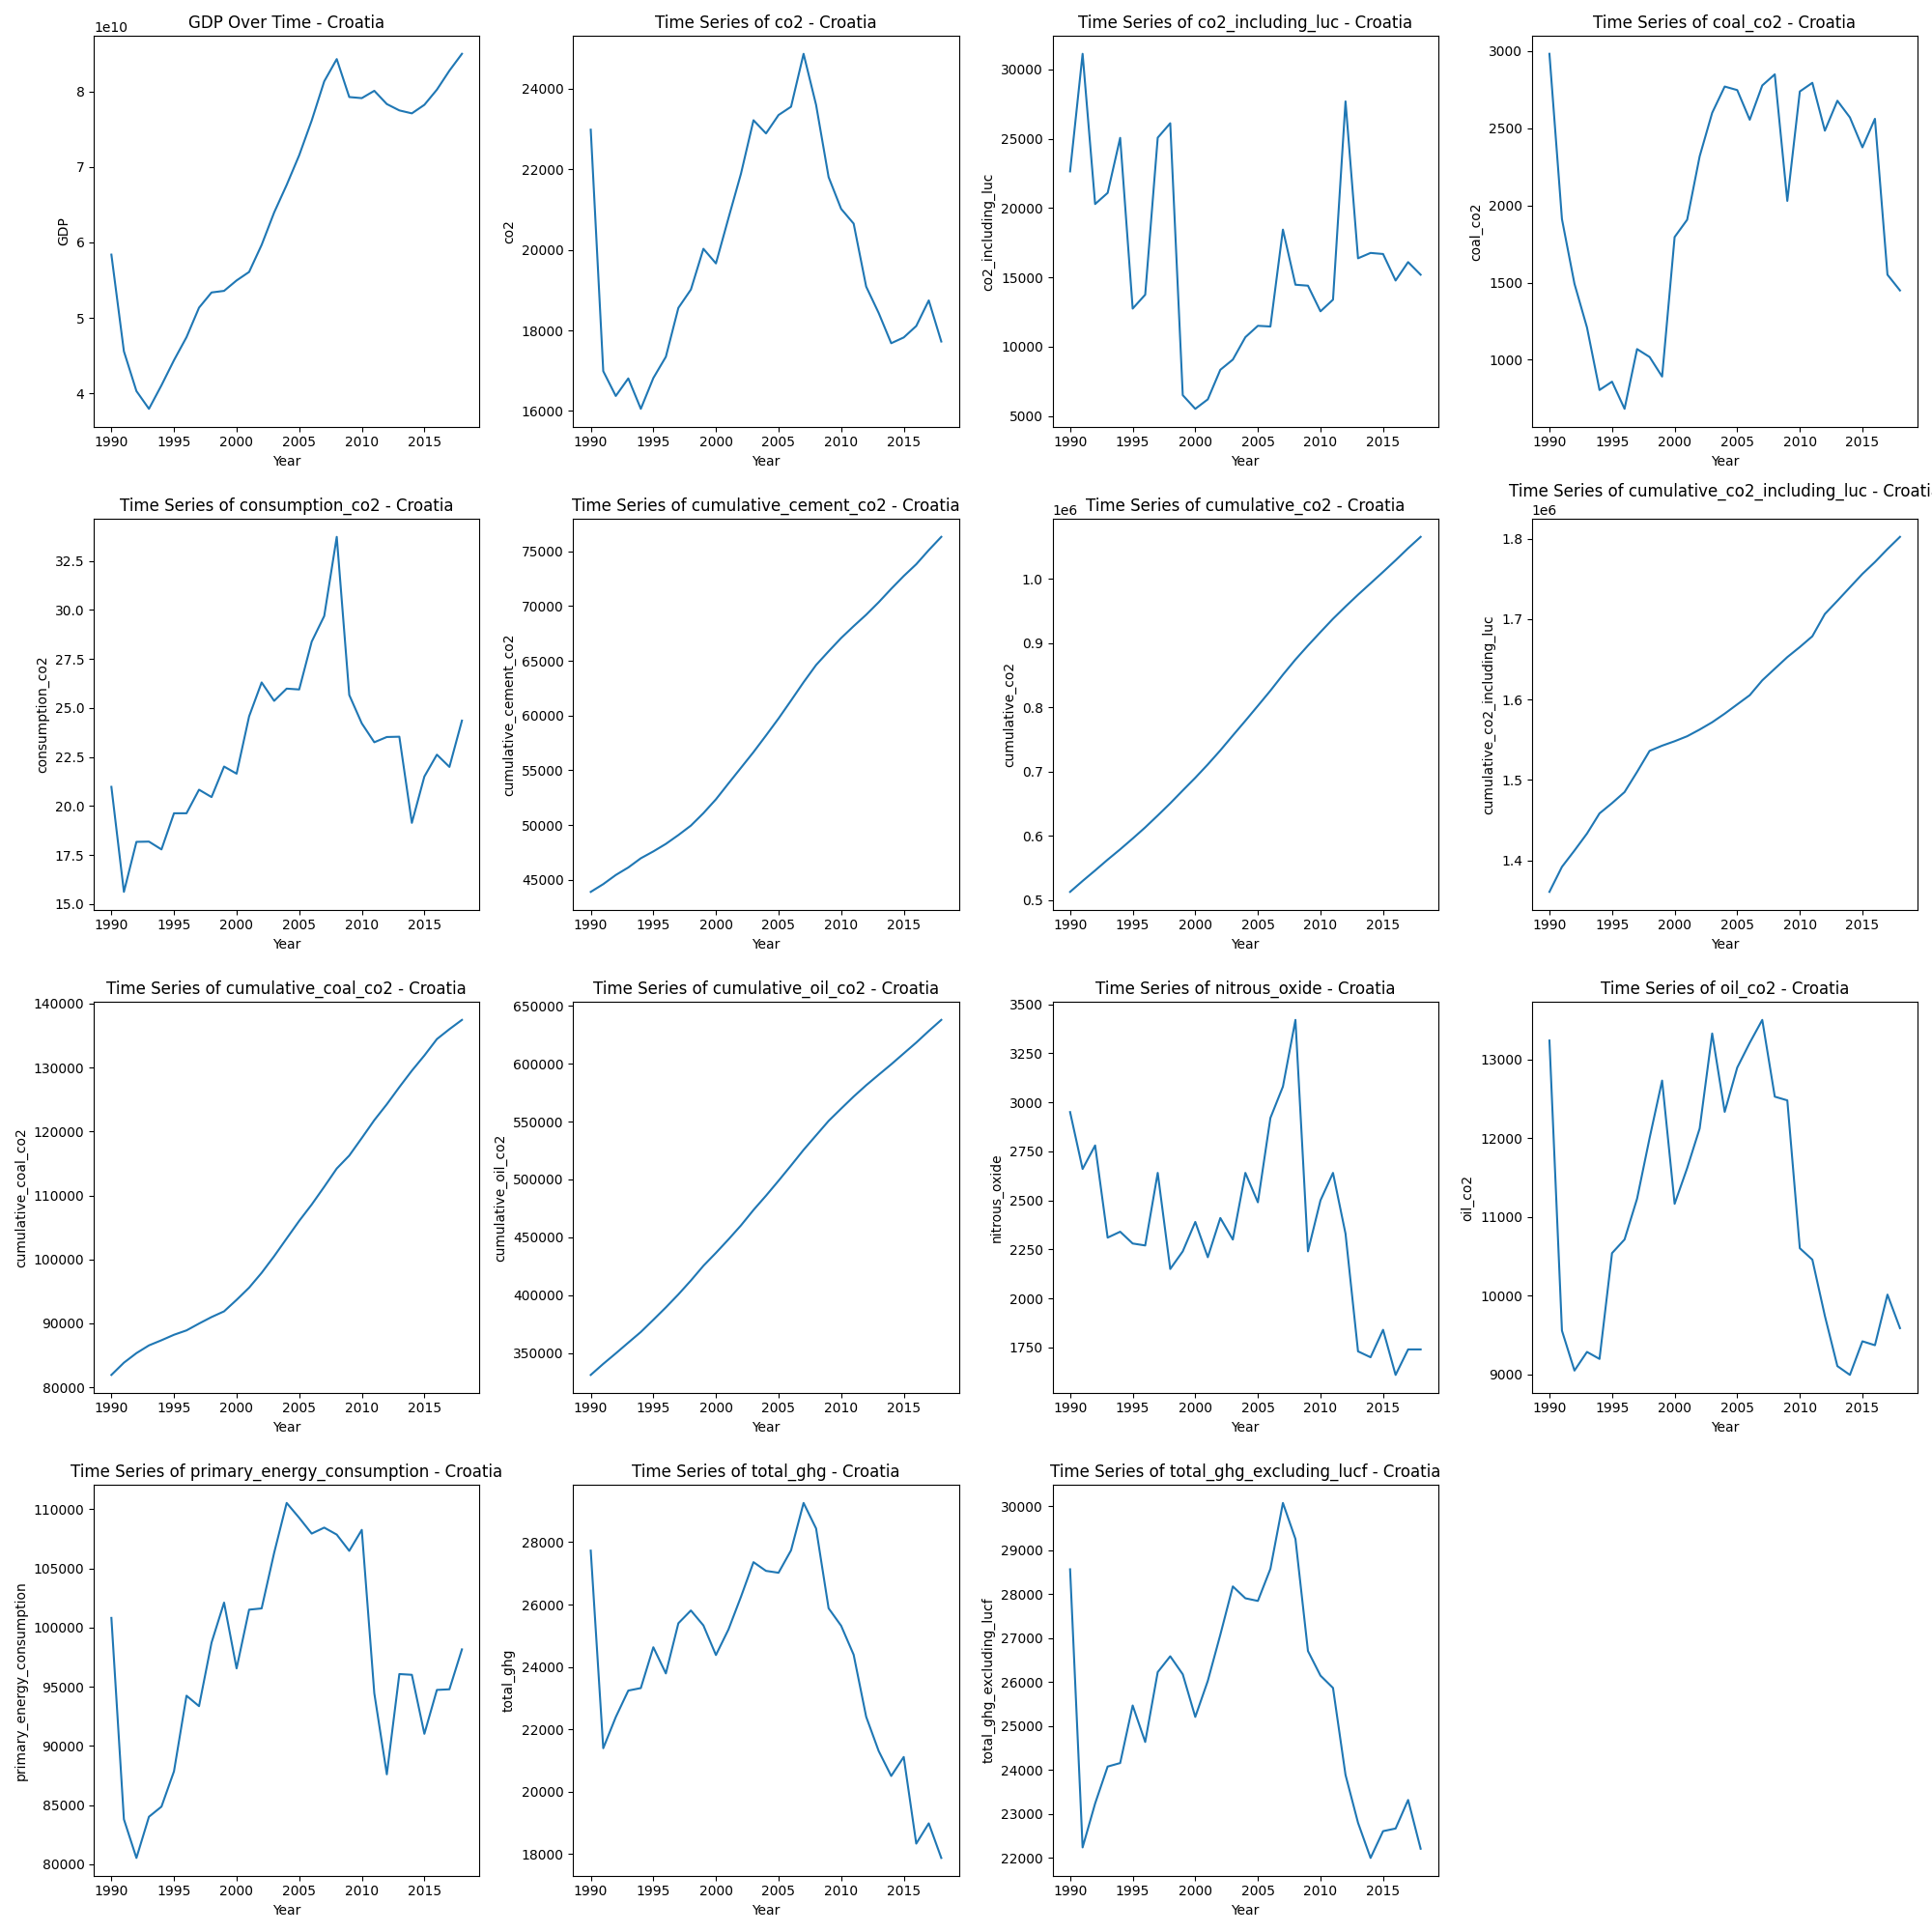 GDP Over Time - Croatia
1e10
8
7
6
5
4
GDP
1990 1995 2000 2005 2010 2015
Year
Time Series of co2 - Croatia
24000
22000
20000
18000
16000
co2
1990 1995 2000 2005 2010 2015
Year
Time Series of co2_including_luc - Croatia
30000
25000
20000
15000
10000
5000
co2_including_luc
1990 1995 2000 2005 2010 2015
Year
Time Series of coal_co2 - Croatia
3000
2500
2000
1500
1000
coal_co2
1990 1995 2000 2005 2010 2015
Year
Time Series of consumption_co2 - Croatia
32.5
30.0
27.5
25.0
22.5
20.0
17.5
15.0
consumption_co2
1990 1995 2000 2005 2010 2015
Year
Time Series of cumulative_cement_co2 - Croatia
75000
70000
65000
60000
55000
50000
45000
cumulative_cement_co2
1990 1995 2000 2005 2010 2015
Year
Time Series of cumulative_co2 - Croatia
1e6
1.0
0.9
0.8
0.7
0.6
0.5
cumulative_co2
1990 1995 2000 2005 2010 2015
Year
Time Series of cumulative_co2_including_luc - Croati
1e6
1.8
1.7
1.6
1.5
1.4
cumulative_co2_including_luc
1990 1995 2000 2005 2010 2015
Year
Time Series of cumulative_coal_co2 - Croatia
140000
130000
120000
110000
100000
90000
80000
cumulative_coal_co2
1990 1995 2000 2005 2010 2015
Year
Time Series of cumulative_oil_co2 - Croatia
650000
600000
550000
500000
450000
400000
350000
cumulative_oil_co2
1990 1995 2000 2005 2010 2015
Year
Time Series of nitrous_oxide - Croatia
3500
3250
3000
2750
2500
2250
2000
1750
nitrous_oxide
1990 1995 2000 2005 2010 2015
Year
Time Series of oil_co2 - Croatia
13000
12000
11000
10000
9000
oil_co2
1990 1995 2000 2005 2010 2015
Year
Time Series of primary_energy_consumption - Croatia
110000
105000
100000
95000
90000
85000
80000
primary_energy_consumption
1990 1995 2000 2005 2010 2015
Year
Time Series of total_ghg - Croatia
28000
26000
24000
22000
20000
18000
total_ghg
1990 1995 2000 2005 2010 2015
Year
Time Series of total_ghg_excluding_lucf - Croatia
30000
29000
28000
27000
26000
25000
24000
23000
22000
total_ghg_excluding_lucf
1990 1995 2000 2005 2010 2015
Year